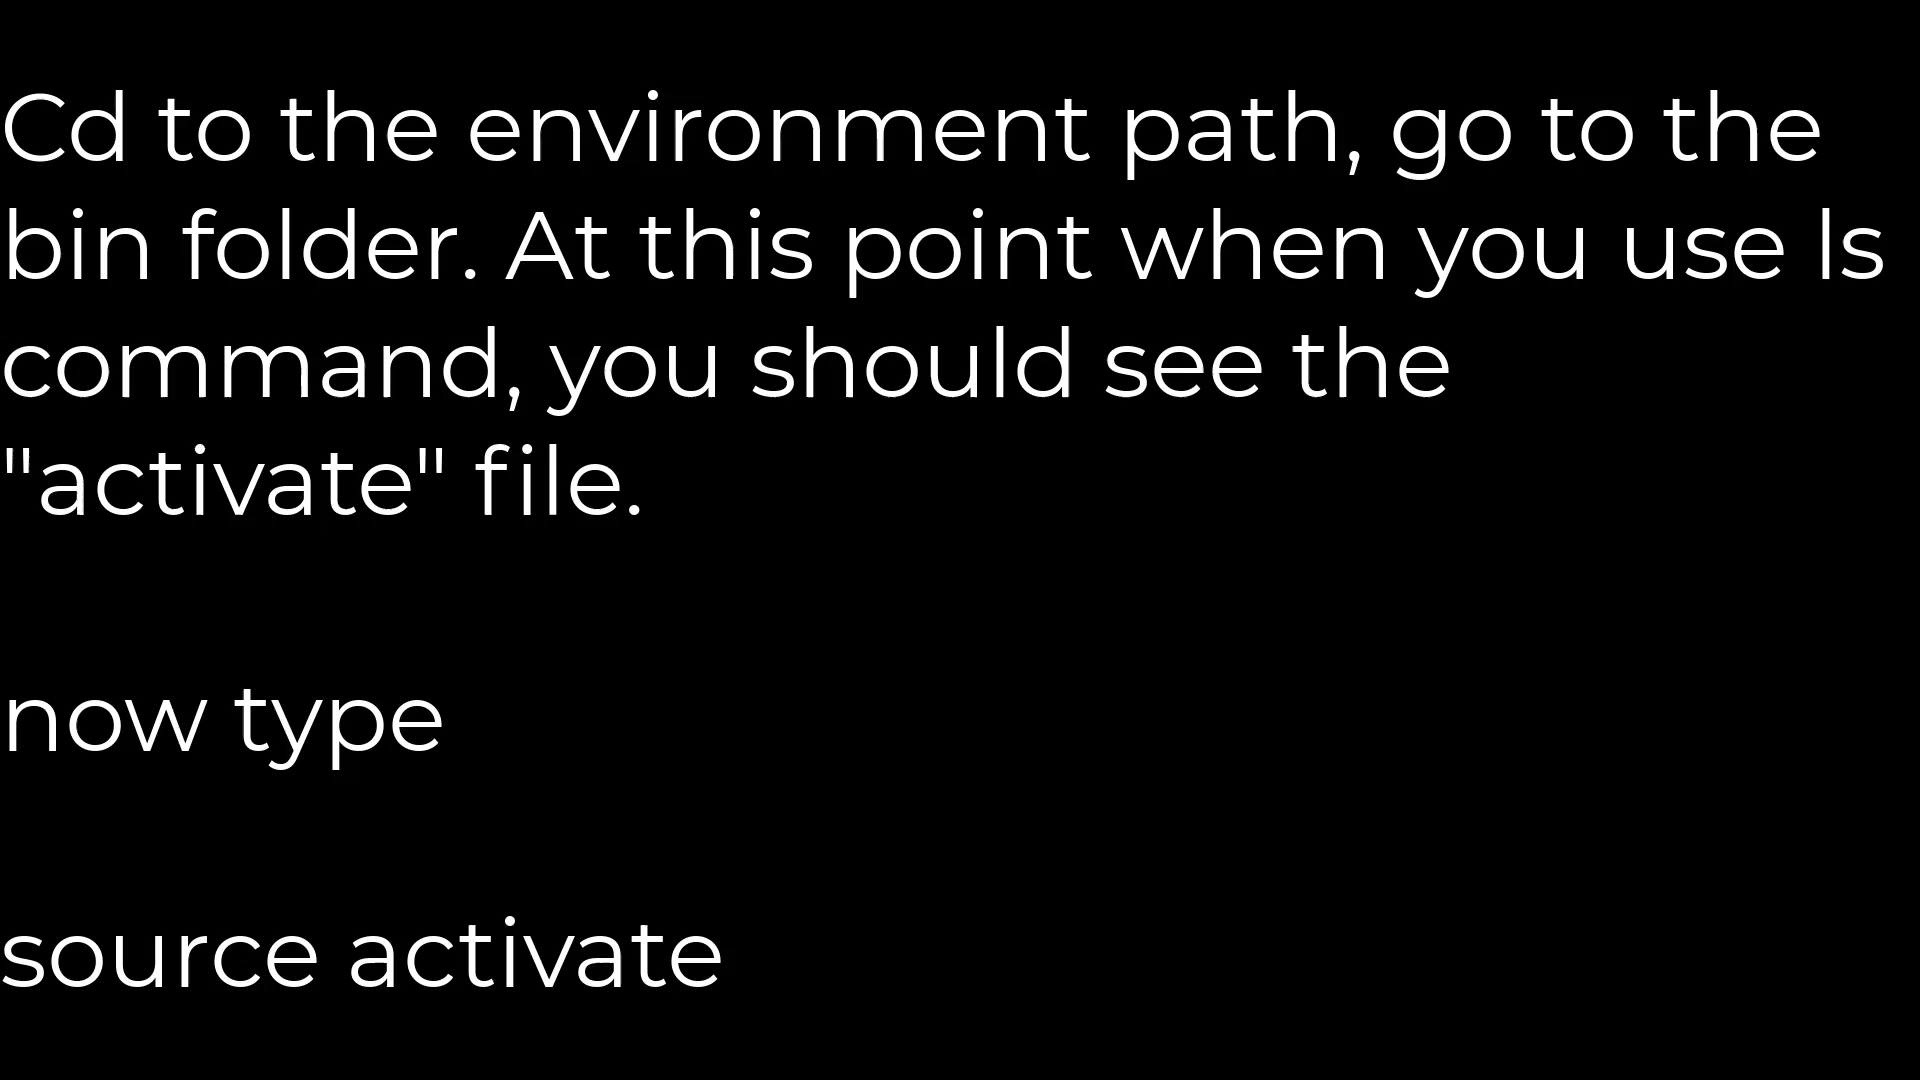 Cd to the environment path, go to the
bin folder. At this point when you use ls
command, you should see the
"activate" file.
now type
source activate